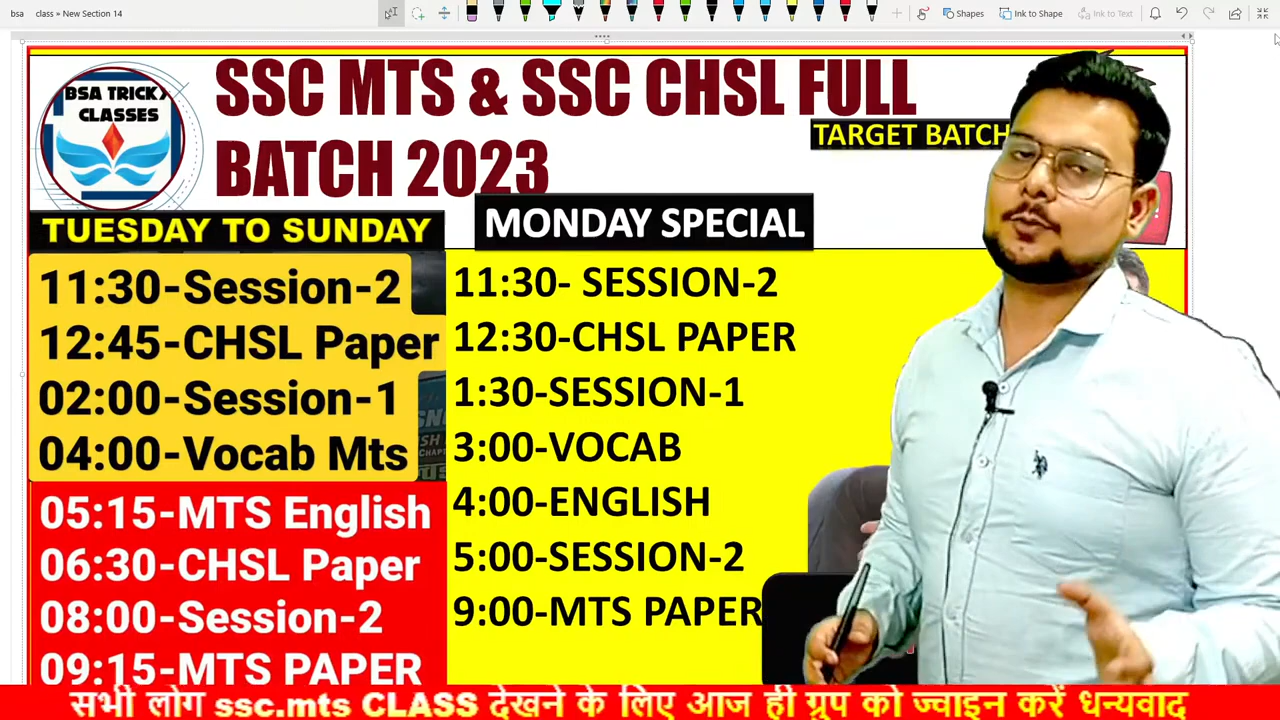 bsa
class » New Section 14
Shapes
Ink to Shape
Ink to Text
BSA TRICKY
CLASSES
SSC MTS & SSC CHSL FULL
BATCH 2023
TARGET BATCH
TUESDAY TO SUNDAY
11:30-Session-2
12:45-CHSL Paper
02:00-Session-1
04:00-Vocab Mts
05:15-MTS English
06:30-CHSL Paper
08:00-Session-2
09:15-MTS PAPER
MONDAY SPECIAL
11:30- SESSION-2
12:30-CHSL PAPER
1:30-SESSION-1
3:00-VOCAB
4:00-ENGLISH
5:00-SESSION-2
9:00-MTS PAPER
सभी लोग ssc.mts CLASS देखने के लिए आज ही ग्रुप को ज्वाइन करें धन्यवाद